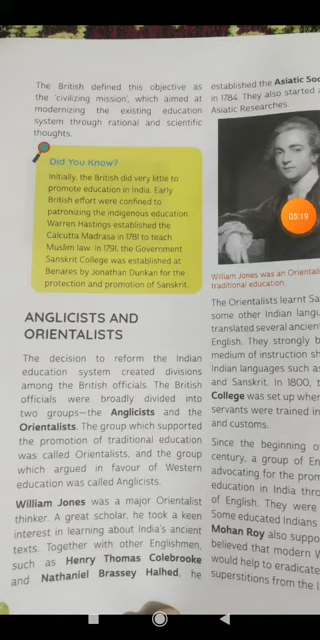 The British defined this objective as
the 'civilizing mission', which aimed at
modernizing the existing education
system through rational and scientific
thoughts.
Did You Know?
Initially, the British did very little to
promote education in India. Early
British effort were confined to
patronizing the indigenous education.
Warren Hastings established the
Calcutta Madrasa in 1781 to teach
Muslim law. In 1791, the Government
Sanskrit College was established at
Benares by Jonathan Dunkan for the
protection and promotion of Sanskrit.
ANGLICISTS AND
ORIENTALISTS
The decision to reform the Indian
education system created divisions
among the British officials. The British
officials were broadly divided into
two groups—the Anglicists and the
Orientalists. The group which supported
the promotion of traditional education
was called Orientalists, and the group
which argued in favour of Western
education was called Anglicists.
William Jones was a major Orientalist
thinker. A great scholar, he took a keen
interest in learning about India's ancient
texts. Together with other Englishmen,
such as Henry Thomas Colebrooke
and Nathaniel Brassey Halhed, he
established the Asiatic Soc
in 1784. They also started a
Asiatic Researches.
05:19
William Jones was an Orientali
traditional education.
The Orientalists learnt Sa
some other Indian langu
translated several ancien
English. They strongly b
medium of instruction sh
Indian languages such as
and Sanskrit. In 1800, t
College was set up wher
servants were trained in
and customs.
Since the beginning of
century, a group of En
advocating for the prom
education in India thro
of English. They were
Some educated Indians
Mohan Roy also suppo
believed that modern W
would help to eradicate
superstitions from the I